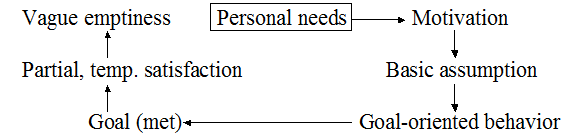 Vague emptiness Personal needs Motivation
Partial, temp. satisfaction Basic assumption
Goal (met) Goal-oriented behavior